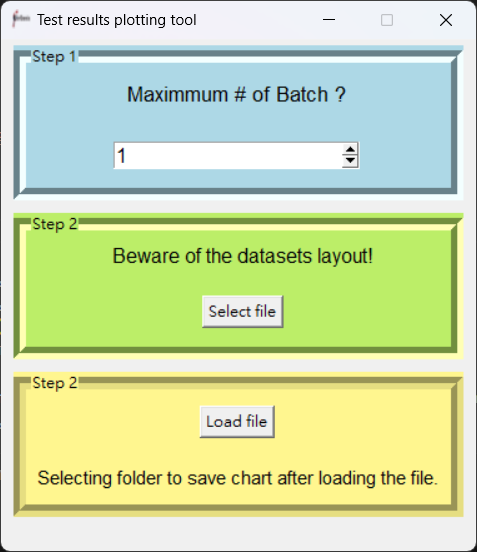 Test results plotting tool
Step 1
Maximmum # of Batch ?
1
Step 2
Beware of the datasets layout!
Select file
Step 2
Load file
Selecting folder to save chart after loading the file.